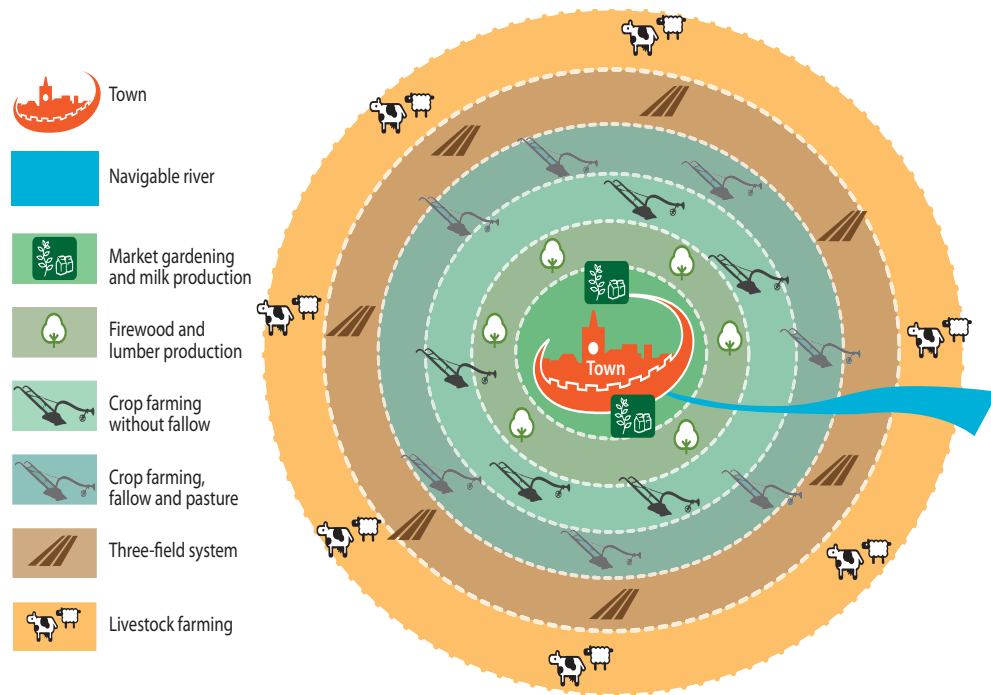 Town
Navigable river
Market gardening
and milk production
Firewood and
lumber production
Crop farming
without fallow
Crop farming,
fallow and pasture
Three-field system
Livestock farming
Town